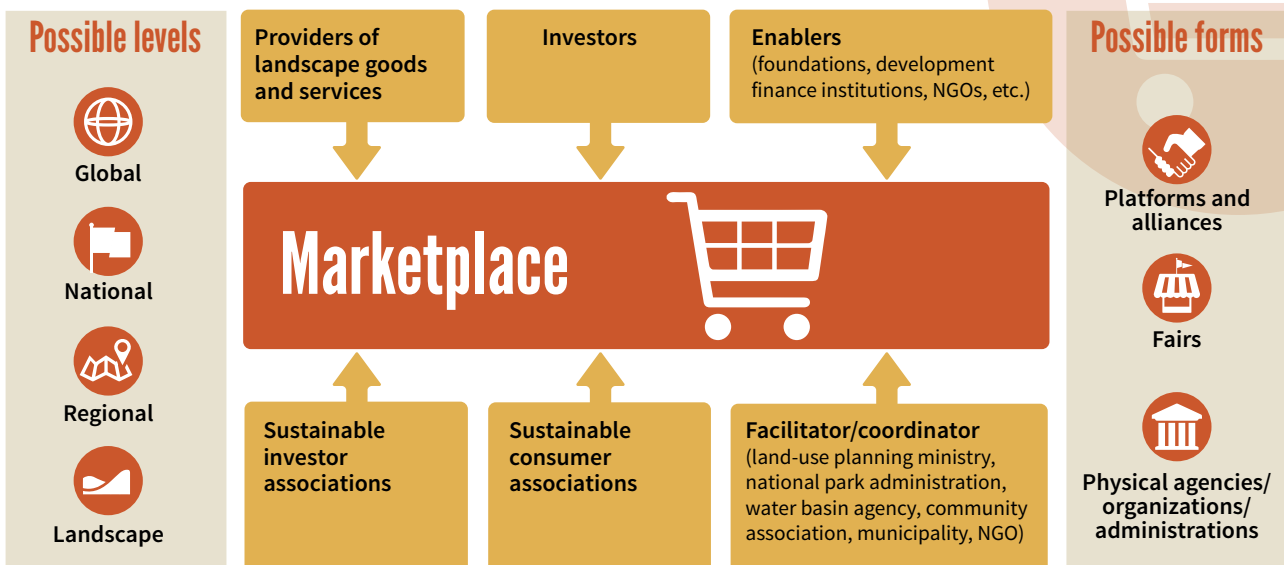 Possible levels
Global
National
Regional
Landscape
Providers of
landscape goods
and services
Investors
Enablers
(foundations, development
finance institutions, NGOs, etc.)
Marketplace
Sustainable
investor
associations
Sustainable
consumer
associations
Facilitator/coordinator
(land-use planning ministry,
national park administration,
water basin agency, community
association, municipality, NGO)
Possible forms
Platforms and
alliances
Fairs
Physical agencies/
organizations/
administrations